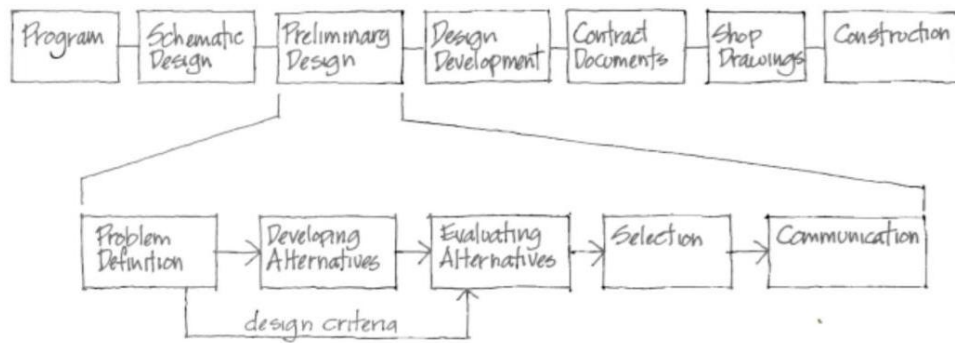 Program
Schematic
Design
Preliminary
Design
Design
Development
Contract
Documents
Shop
Drawings
Construction
Problem
Definition
Developing
Alternatives
Evaluating
Alternatives
Selection
Communication
design criteria